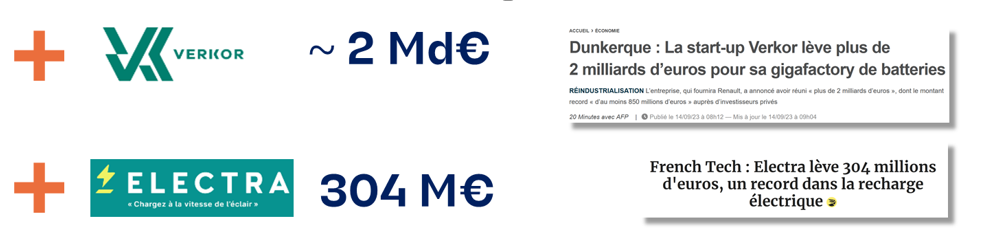 + VERKOR ~ 2 Md€
ACCUEIL > ÉCONOMIE
Dunkerque : La start-up Verkor lève plus de
2 milliards d’euros pour sa gigafactory de batteries
RÉINDUSTRIALISATION L’entreprise, qui fournira Renault, a annoncé avoir réuni « plus de 2 milliards d’euros », dont le montant
record « d’au moins 850 millions d’euros » auprès d’investisseurs privés
20 Minutes avec AFP | Publié le 14/09/23 à 08h12 — Mis à jour le 14/09/23 à 09h04
+ ELECTRA 304 M€
« Chargez à la vitesse de l’éclair »
French Tech : Electra lève 304 millions
d'euros, un record dans la recharge
électrique